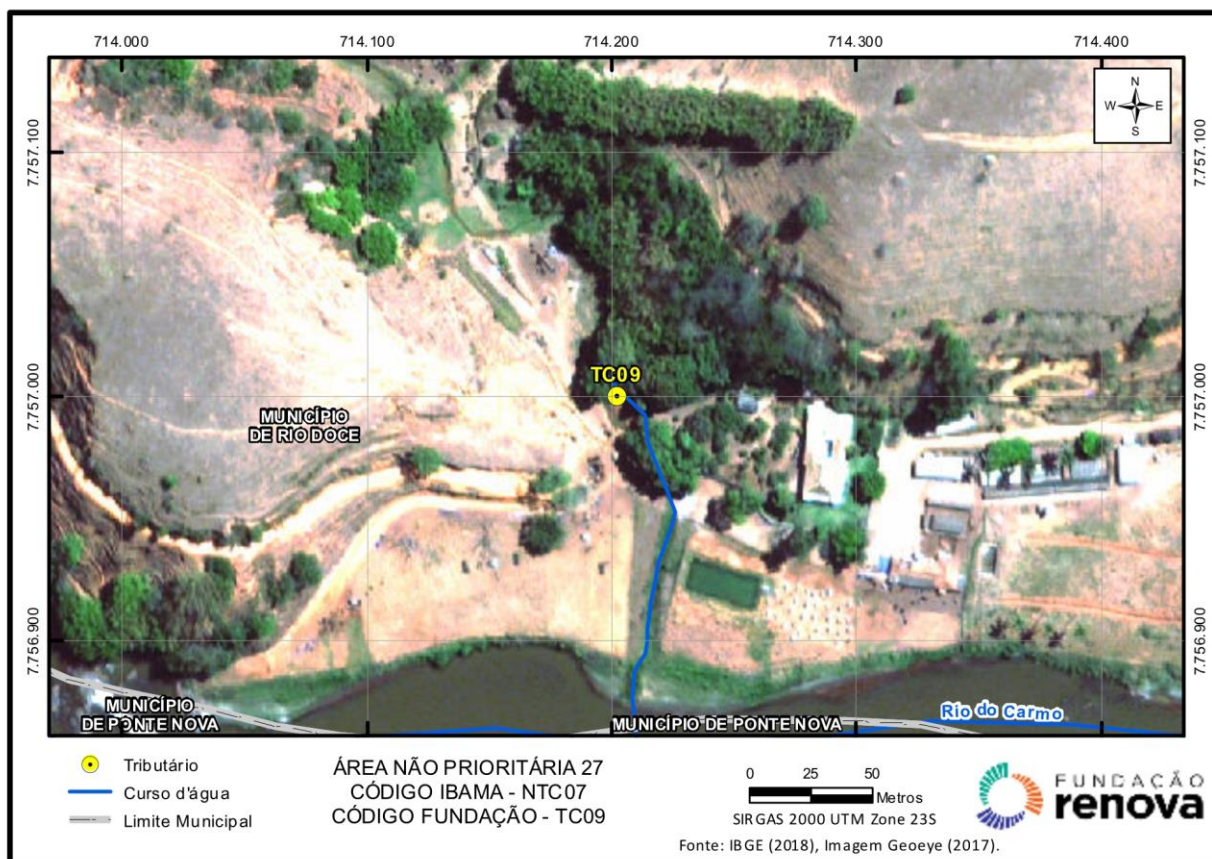 714.000 714.100 714.200 714.300 714.400
N
W E
S
7.757.100 7.757.100
TC09
7.757.000 7.757.000
MUNICÍPIO
DE RIO DOCE
7.756.900 7.756.900
MUNICÍPIO
DE PONTE NOVA
MUNICÍPIO DE PONTE NOVA
Rio do Carmo
Tributário
Curso d'água
Limite Municipal
ÁREA NÃO PRIORITÁRIA 27
CÓDIGO IBAMA - NTC07
CÓDIGO FUNDAÇÃO - TC09
0 25 50
Metros
SIRGAS 2000 UTM Zone 23S
Fonte: IBGE (2018), Imagem Geoeye (2017).
FUNDAÇÃO
renova